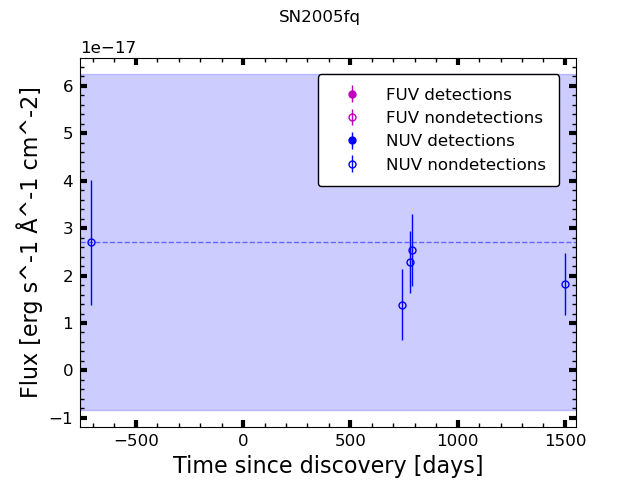 SN2005fq
1e−17
6
5
4
3
2
1
0
−1
Flux [erg s^-1 Å^-1 cm^-2]
FUV detections
FUV nondetections
NUV detections
NUV nondetections
−500
0
500
1000
1500
Time since discovery [days]